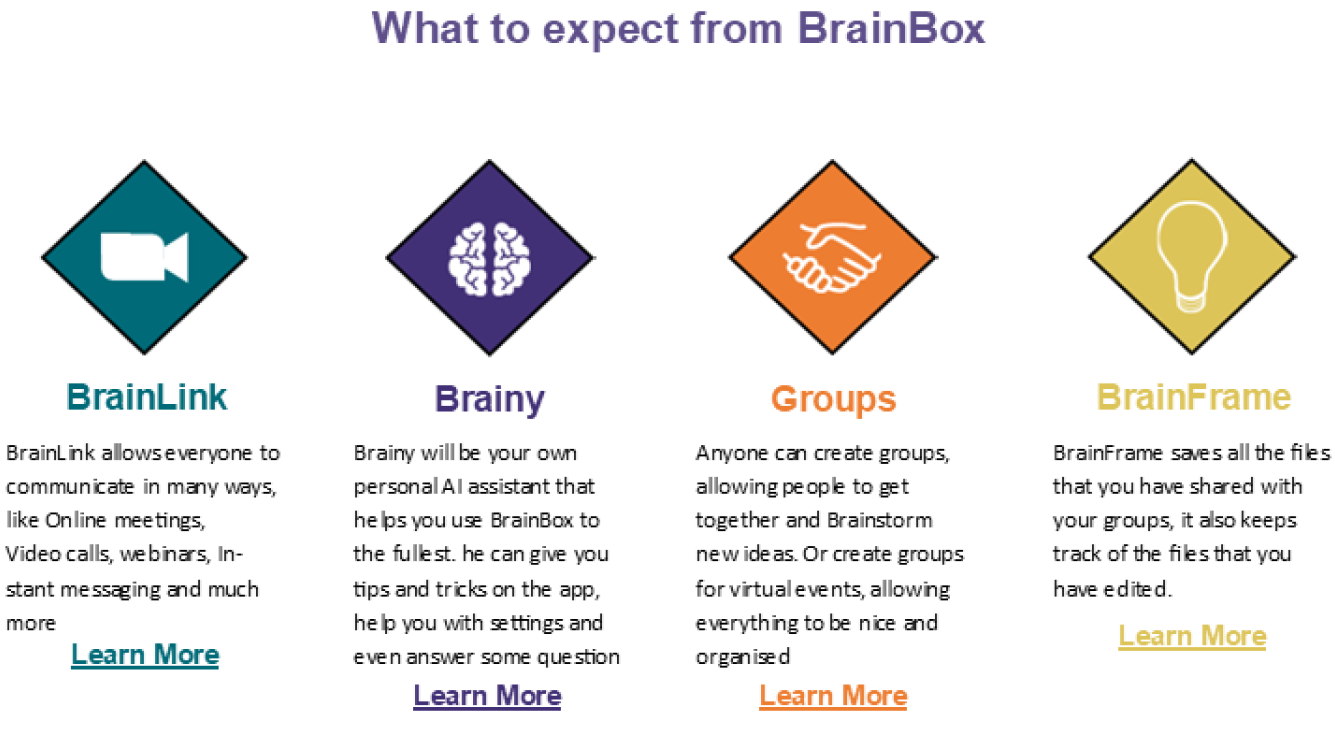 What to expect from BrainBox
BrainLink
BrainLink allows everyone to
communicate in many ways,
like Online meetings,
Video calls, webinars, In-
stant messaging and much
more
Learn More
Brainy
Brainy will be your own
personal AI assistant that
helps you use BrainBox to
the fullest. he can give you
tips and tricks on the app,
help you with settings and
even answer some question
Learn More
Groups
Anyone can create groups,
allowing people to get
together and Brainstorm
new ideas. Or create groups
for virtual events, allowing
everything to be nice and
organised
Learn More
BrainFrame
BrainFrame saves all the files
that you have shared with
your groups, it also keeps
track of the files that you
have edited.
Learn More